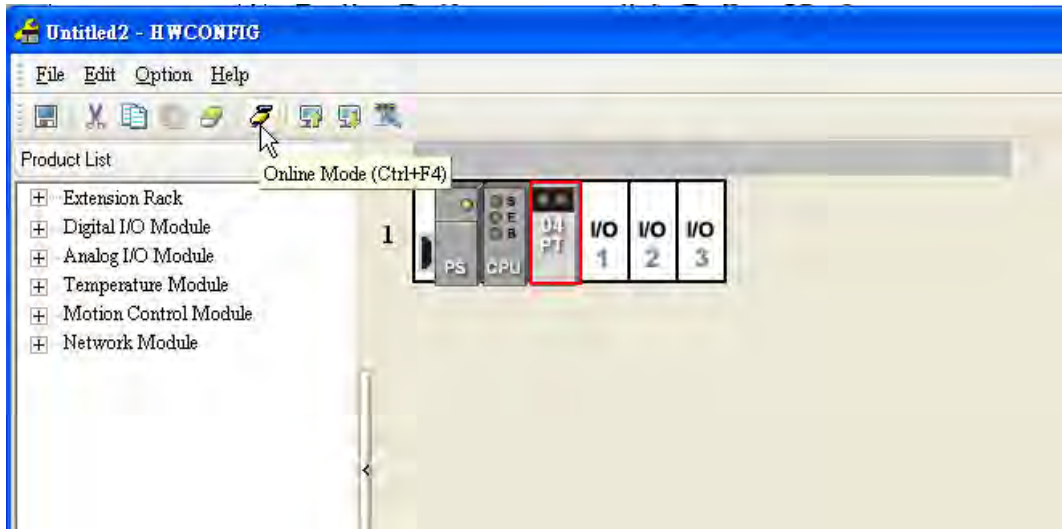 Untitled2 - HWCONFIG
File Edit Option Help
Product List
Online Mode (Ctrl+F4)
Extension Rack
Digital I/O Module
Analog I/O Module
Temperature Module
Motion Control Module
Network Module
1
PS
S
E
B
CPU
04
PT
I/O
1
I/O
2
I/O
3